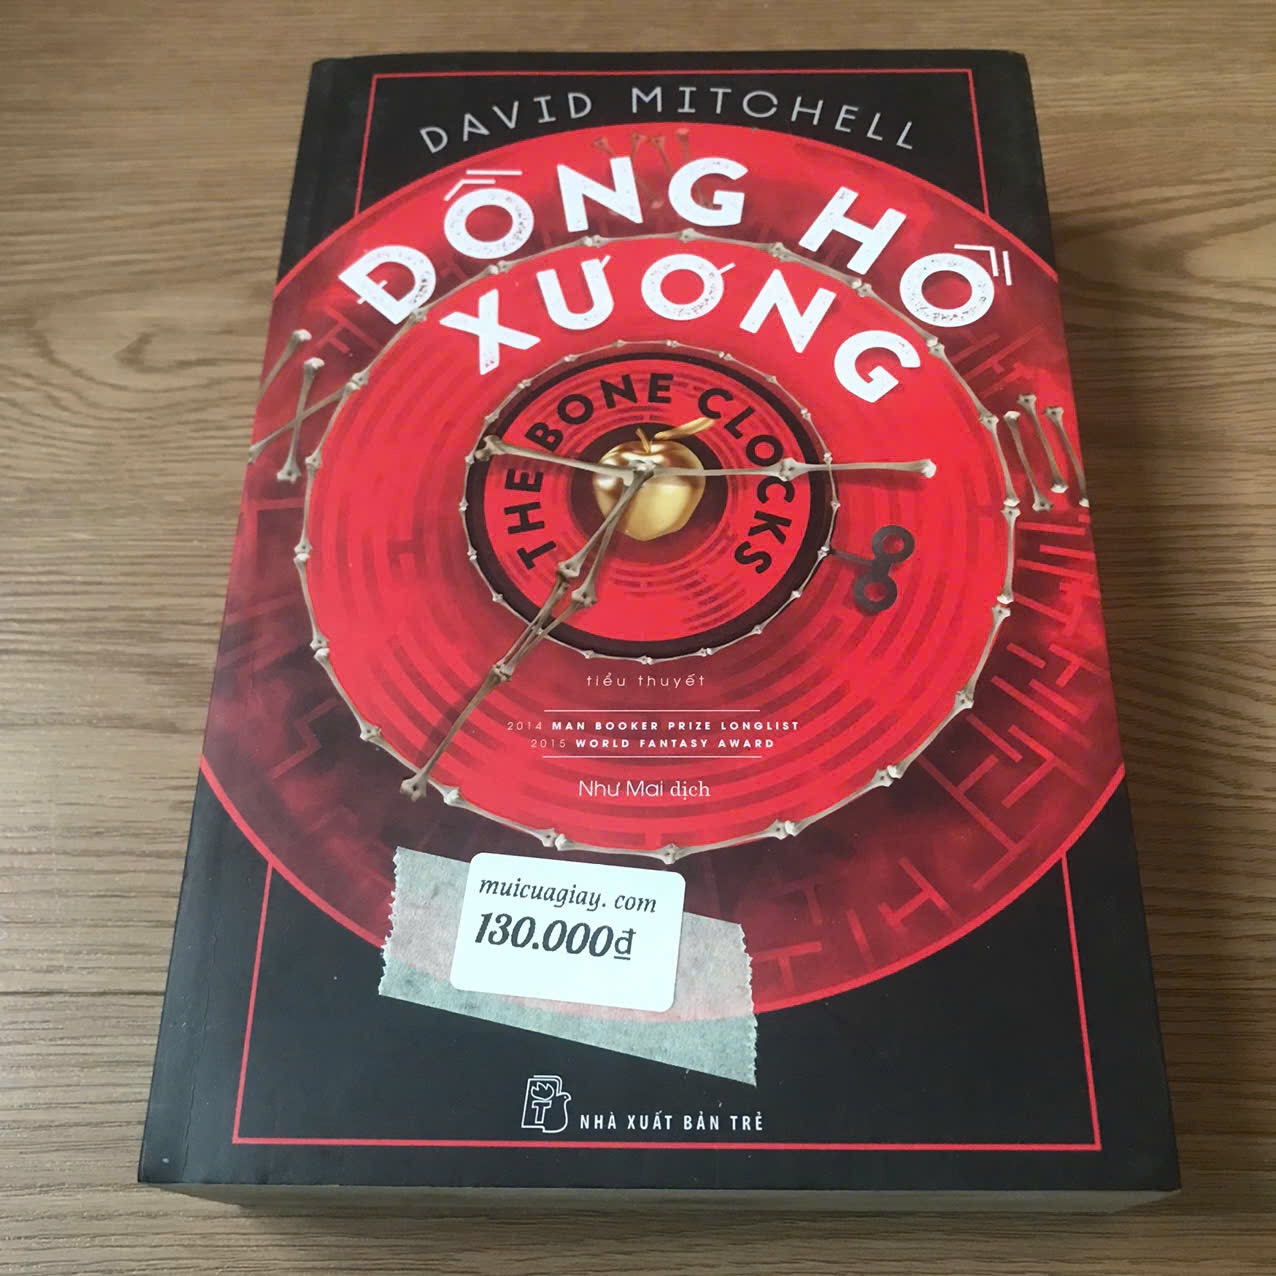 DAVID MITCHELL
ĐỒNG HỒ
XƯƠNG
THE BONE CLOCKS
tiểu thuyết
2014 MAN BOOKER PRIZE LONGLIST
2015 WORLD FANTASY AWARD
Như Mai dịch
muicuagiay. com
130.000đ
NHÀ XUẤT BẢN TRẺ